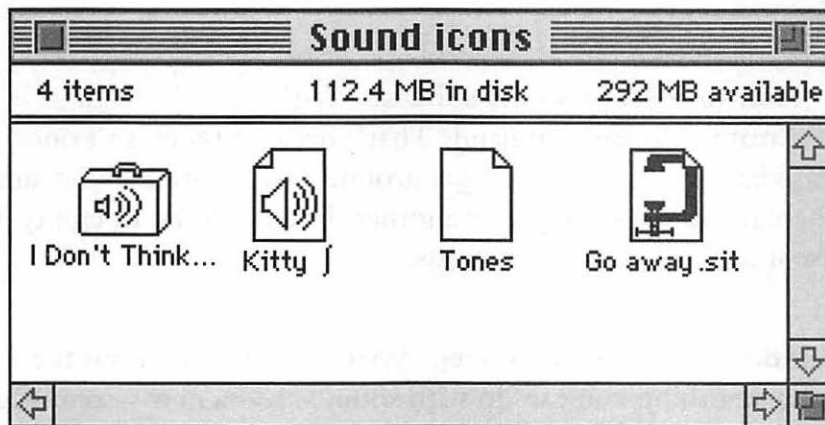 Sound icons
4 items 112.4 MB in disk 292 MB available
I Don't Think... Kitty ∫ Tones Go away.sit